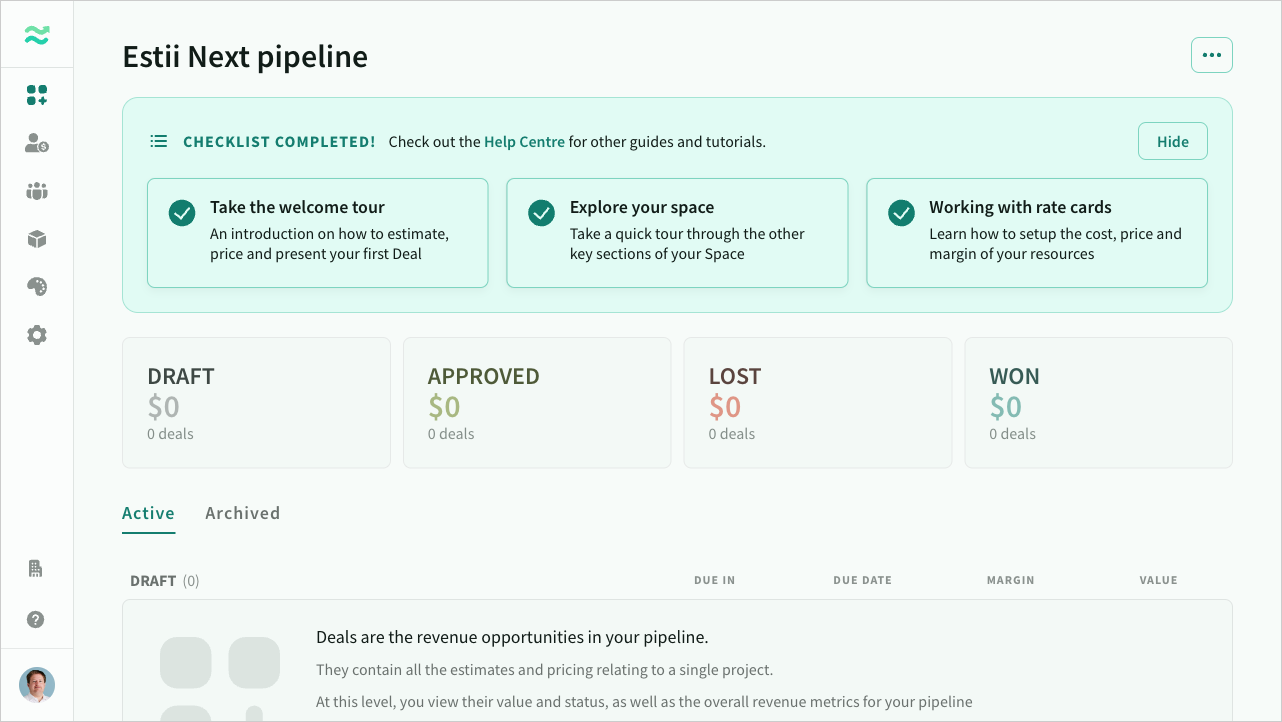 Estii Next pipeline
CHECKLIST COMPLETED! Check out the Help Centre for other guides and tutorials.
Hide
Take the welcome tour
An introduction on how to estimate,
price and present your first Deal
Explore your space
Take a quick tour through the other
key sections of your Space
Working with rate cards
Learn how to setup the cost, price and
margin of your resources
DRAFT
$0
0 deals
APPROVED
$0
0 deals
LOST
$0
0 deals
WON
$0
0 deals
Active
Archived
DRAFT (0)
DUE IN
DUE DATE
MARGIN
VALUE
Deals are the revenue opportunities in your pipeline.
They contain all the estimates and pricing relating to a single project.
At this level, you view their value and status, as well as the overall revenue metrics for your pipeline